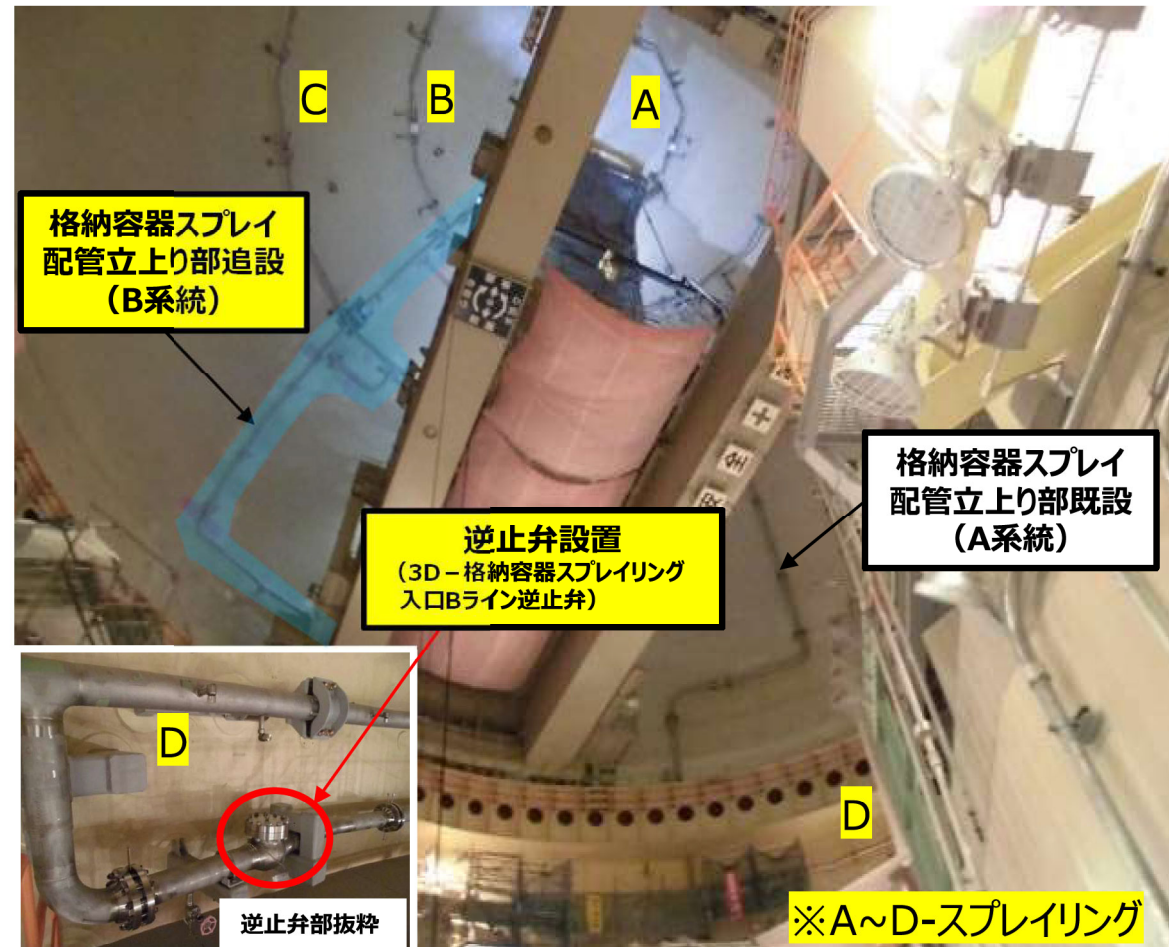 C
B
A
格納容器スプレイ
配管立上り部追設
（B系統）
格納容器スプレイ
配管立上り部既設
（A系統）
逆止弁設置
（3D－格納容器スプレイリング
入口Bライン逆止弁）
D
D
逆止弁部抜粋
※A~D-スプレイリング